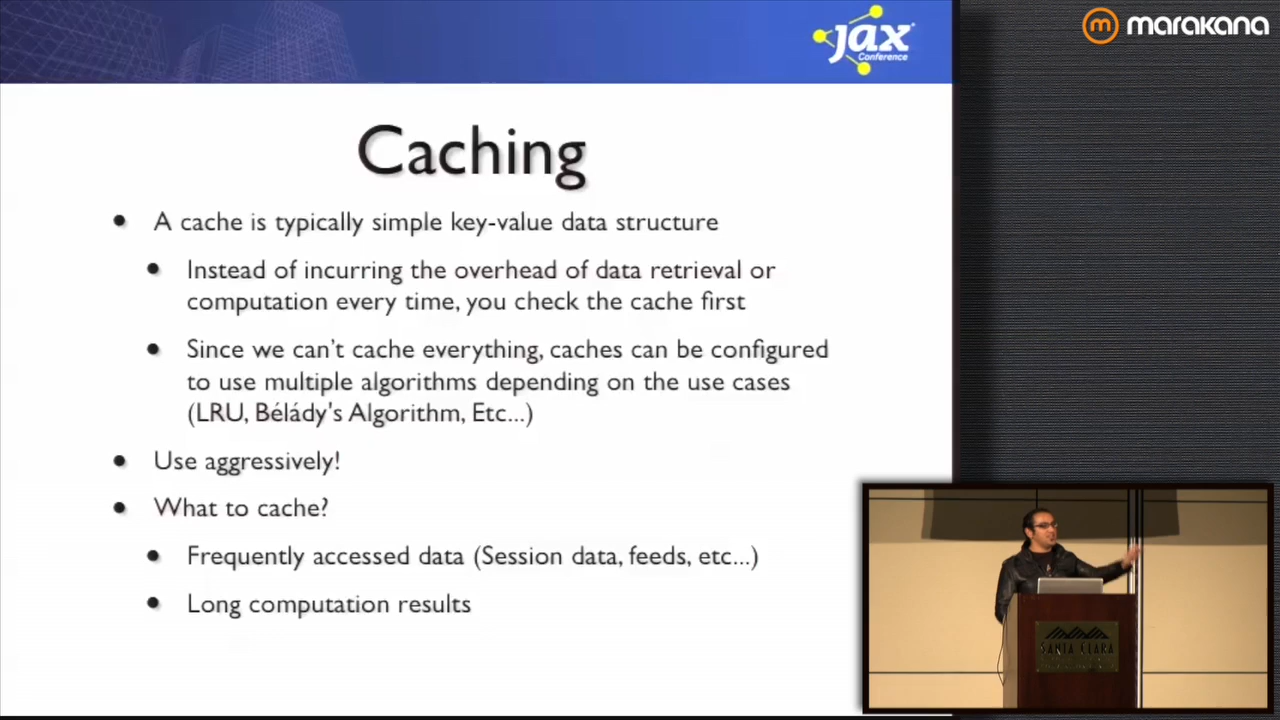 jax
Conference
marakana
Caching
• A cache is typically simple key-value data structure
• Instead of incurring the overhead of data retrieval or
computation every time, you check the cache first
• Since we can't cache everything, caches can be configured
to use multiple algorithms depending on the use cases
(LRU, Bélády's Algorithm, Etc...)
• Use aggressively!
• What to cache?
• Frequently accessed data (Session data, feeds, etc...)
• Long computation results
SANTA CLARA